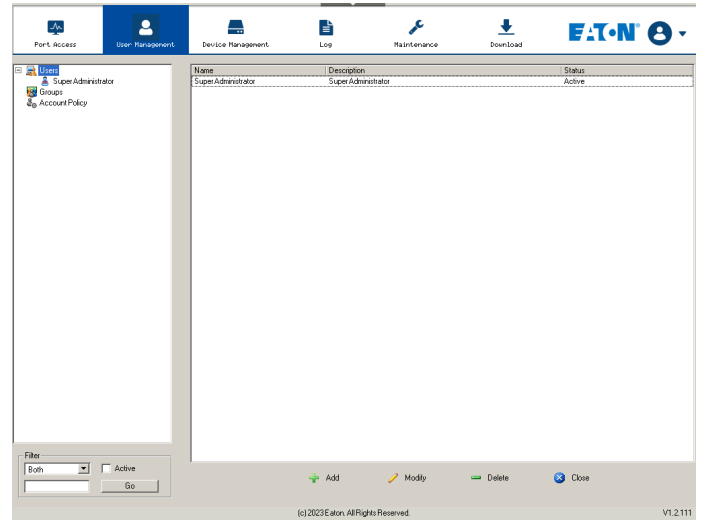 Port Access User Management Device Management Log Maintenance Download EATON
Users
SuperAdministrator
Groups
Account Policy
Name Description Status
SuperAdministrator SuperAdministrator Active
Filter
Both Active
Go
Add Modify Delete Close
(c) 2023 Eaton. All Rights Reserved. V1.2.111